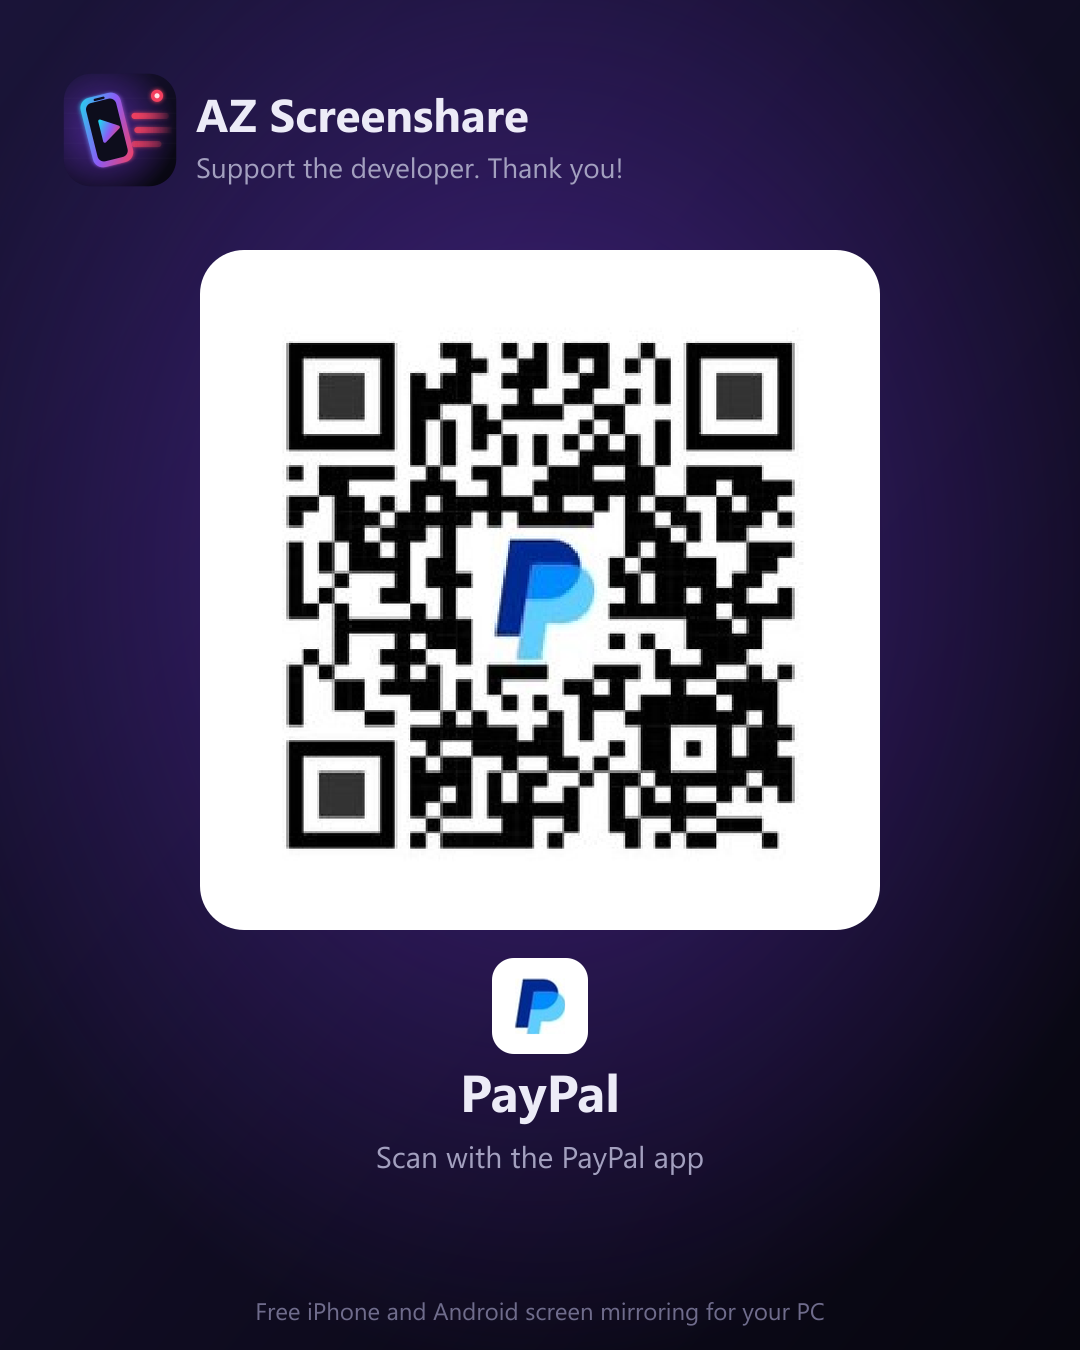 AZ Screenshare
Support the developer. Thank you!
PayPal
Scan with the PayPal app
Free iPhone and Android screen mirroring for your PC